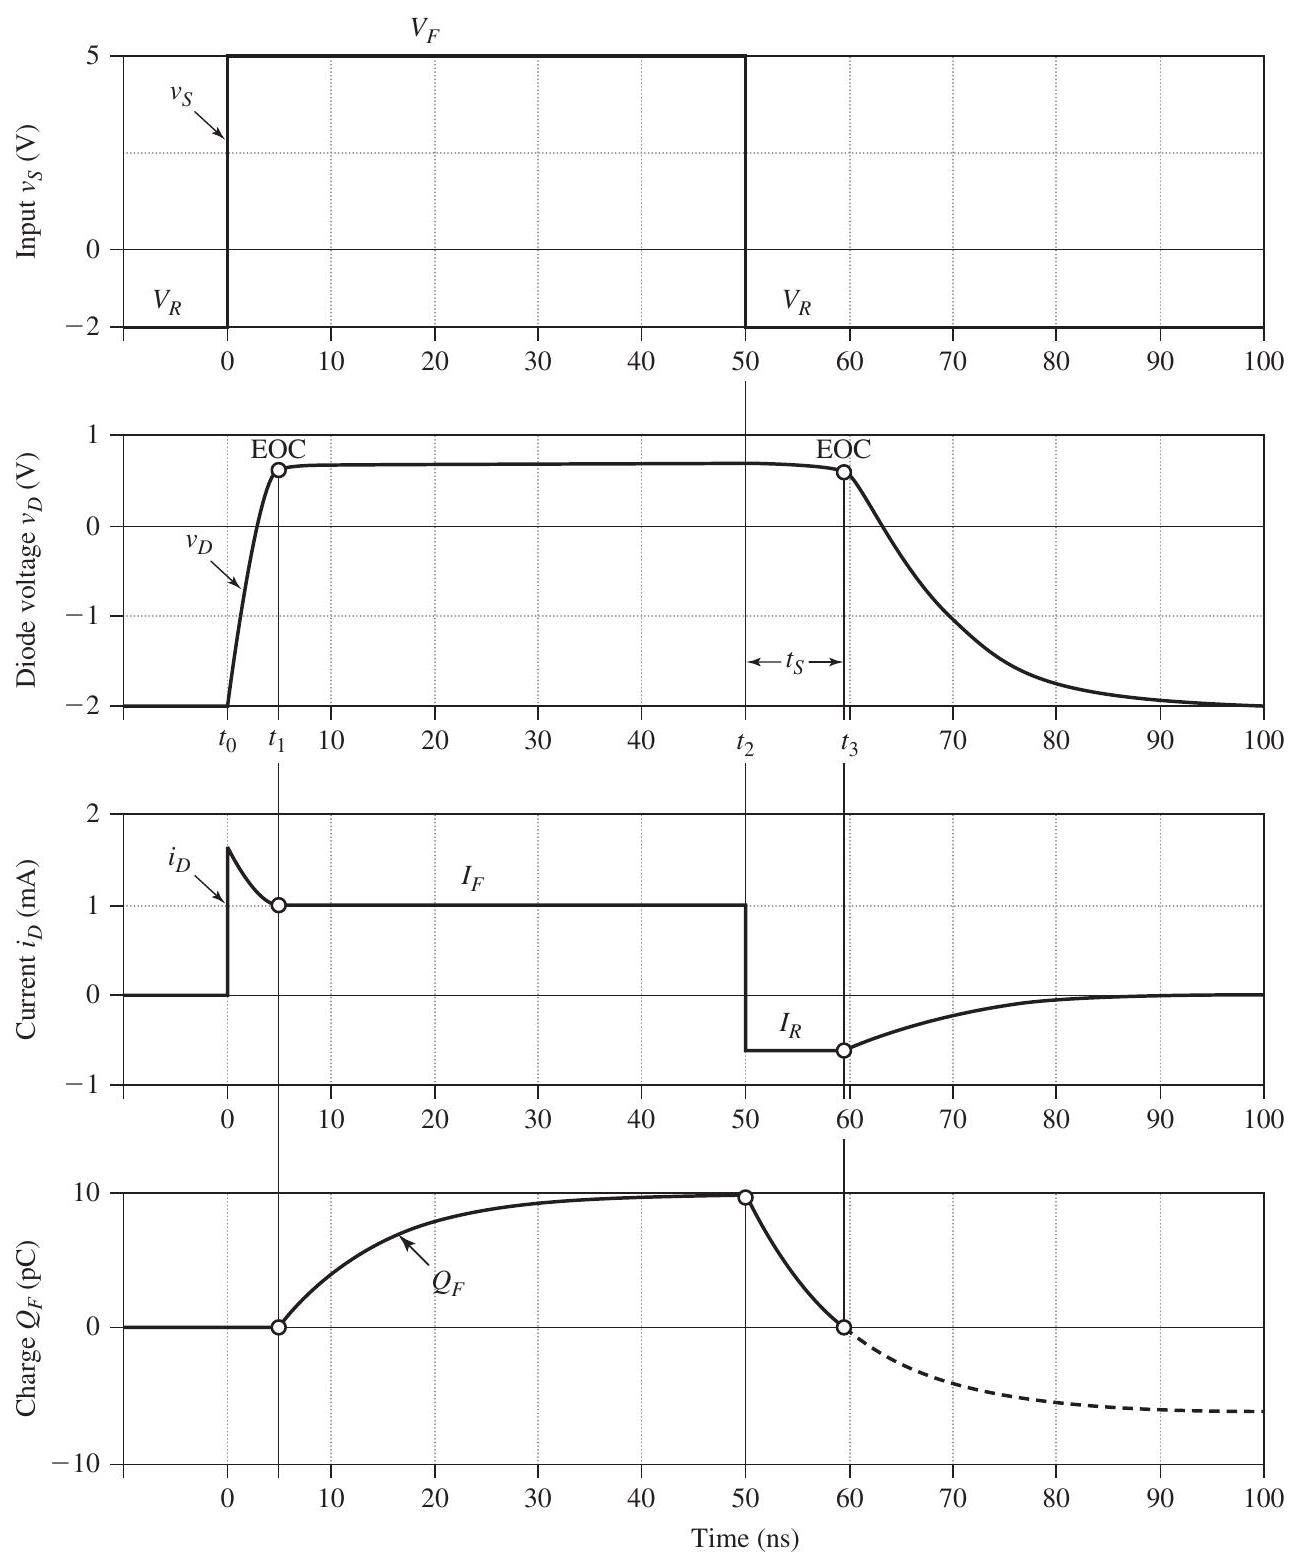 V_F
5
v_S
Input v_S (V)
0
V_R
V_R
−2
0 10 20 30 40 50 60 70 80 90 100
1
EOC
EOC
Diode voltage v_D (V)
0
v_D
−1
t_S
−2
t_0 t_1 10 20 30 40 t_2 t_3 70 80 90 100
2
i_D
I_F
Current i_D (mA)
1
0
I_R
−1
0 10 20 30 40 50 60 70 80 90 100
10
Q_F
Charge Q_F (pC)
0
−10
0 10 20 30 40 50 60 70 80 90 100
Time (ns)